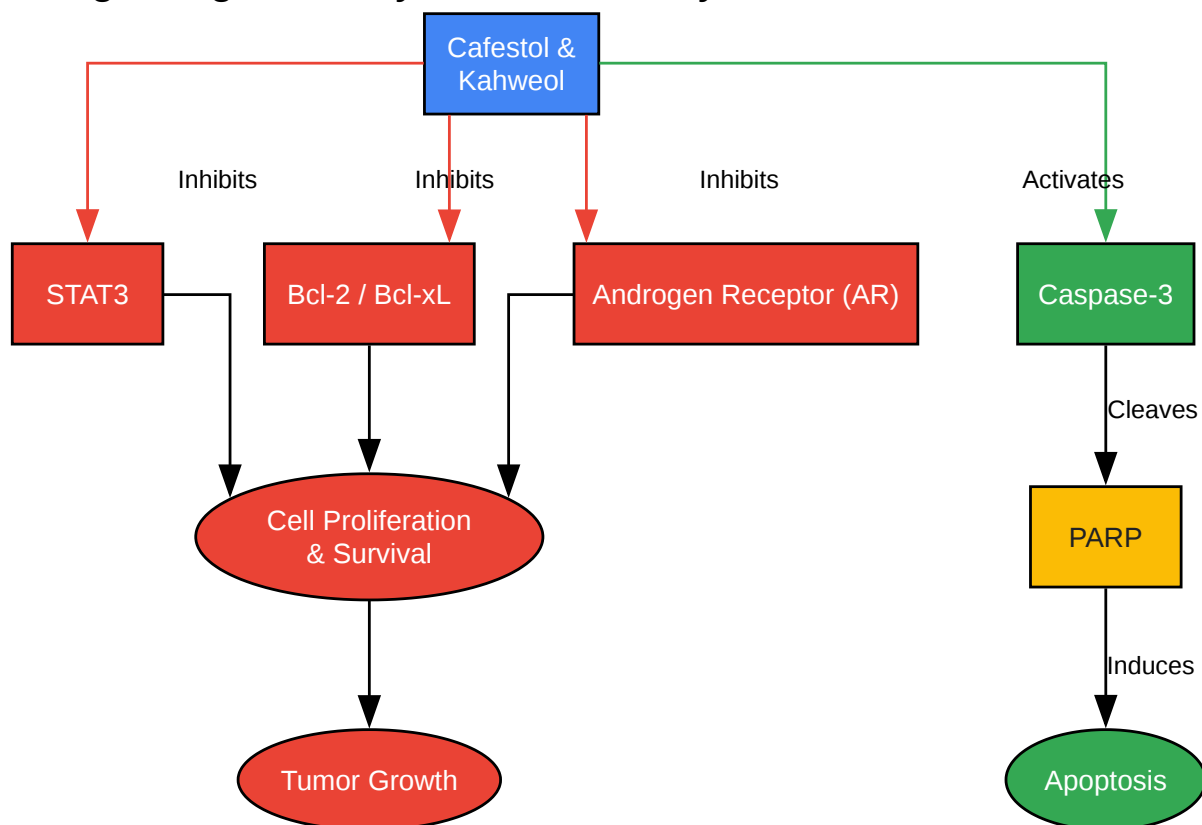 Cafestol &
Kahweol
Inhibits
Inhibits
Inhibits
Activates
STAT3
Bcl-2 / Bcl-xL
Androgen Receptor (AR)
Caspase-3
Cleaves
Cell Proliferation
& Survival
PARP
Induces
Tumor Growth
Apoptosis